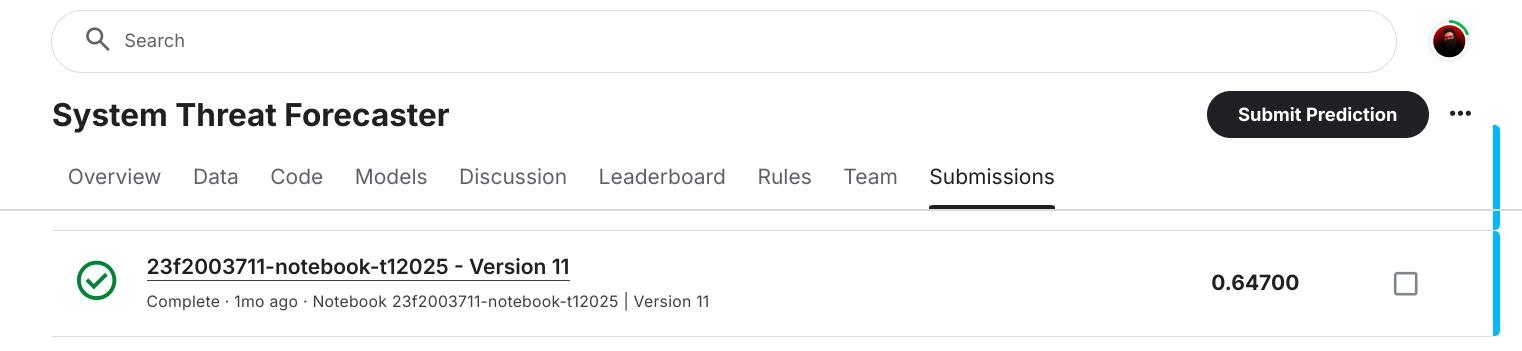 Search
System Threat Forecaster
Submit Prediction
Overview Data Code Models Discussion Leaderboard Rules Team Submissions
23f2003711-notebook-t12025 - Version 11
0.64700
Complete · 1mo ago · Notebook 23f2003711-notebook-t12025 | Version 11